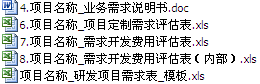 4.项目名称_业务需求说明书.doc
6.项目名称_项目定制需求评估表.xls
7.项目名称_需求开发费用评估表.xls
8.项目名称_需求开发费用评估表（内部）.xls
项目名称_研发项目需求表_模板.xls